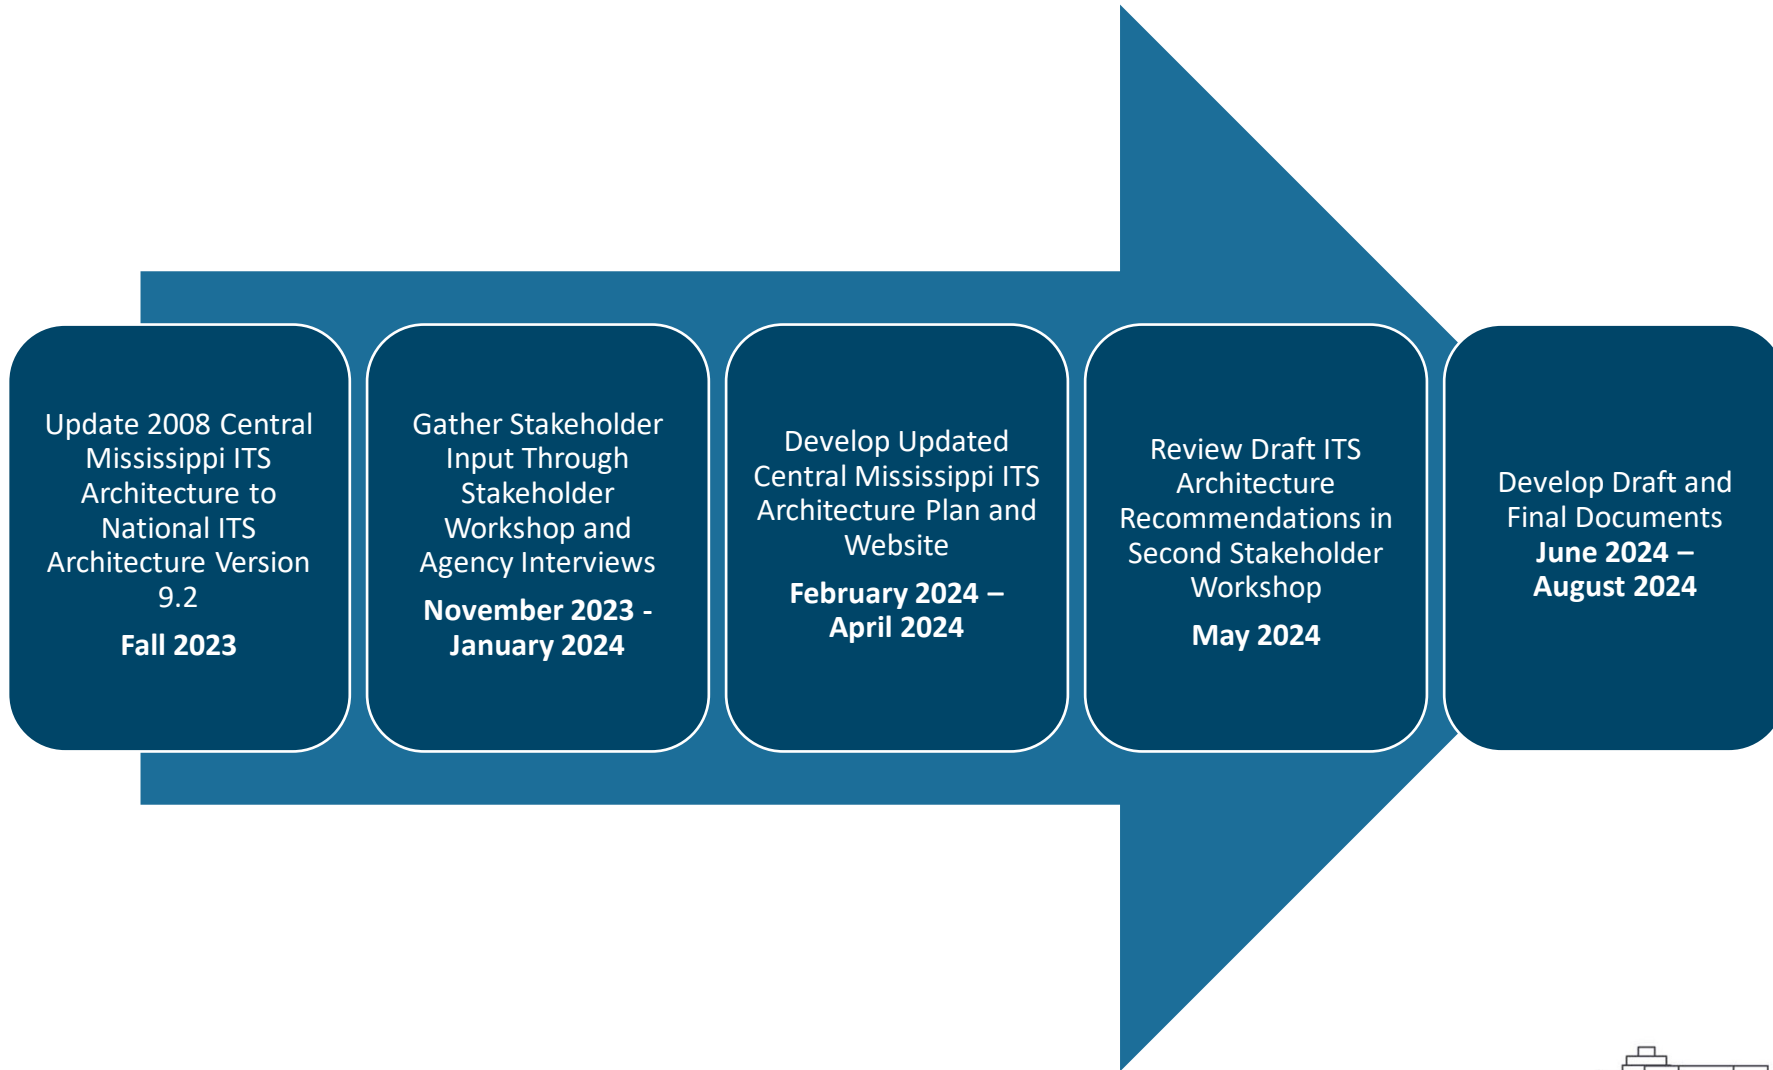 Update 2008 Central
Mississippi ITS
Architecture to
National ITS
Architecture Version
9.2
Fall 2023
Gather Stakeholder
Input Through
Stakeholder
Workshop and
Agency Interviews
November 2023 -
January 2024
Develop Updated
Central Mississippi ITS
Architecture Plan and
Website
February 2024 –
April 2024
Review Draft ITS
Architecture
Recommendations in
Second Stakeholder
Workshop
May 2024
Develop Draft and
Final Documents
June 2024 –
August 2024